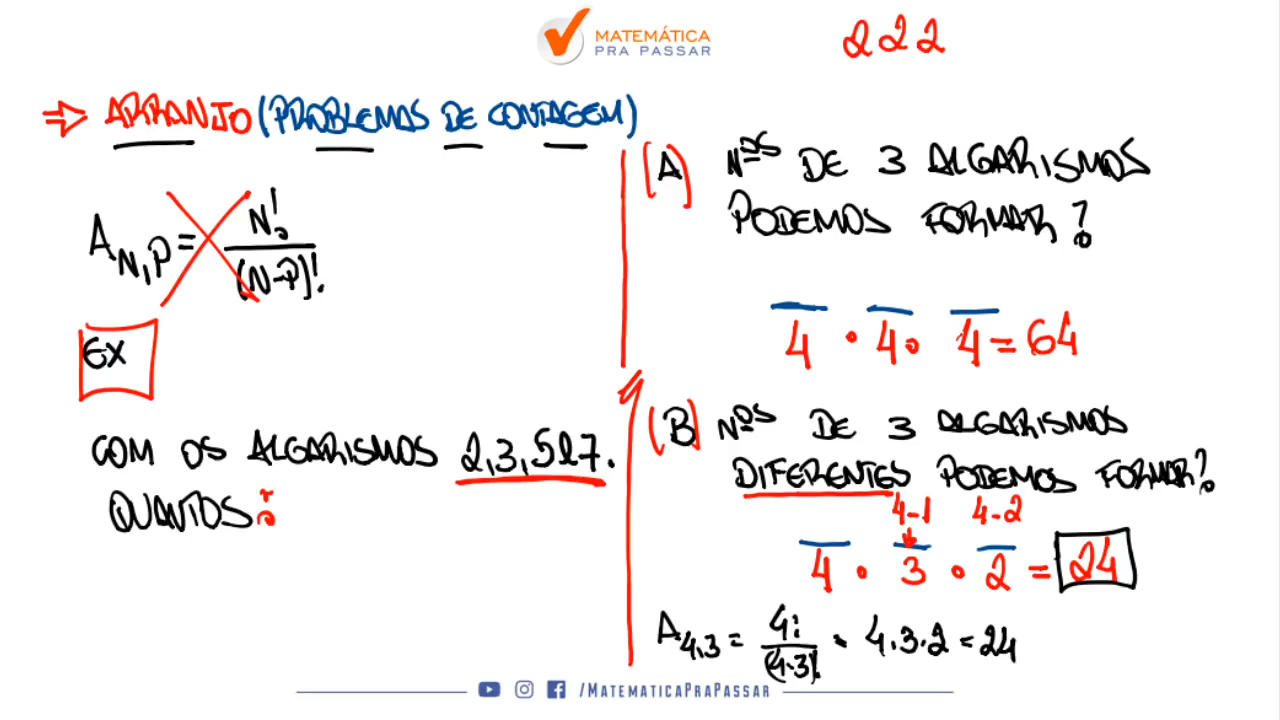 MATEMÁTICA
PRA PASSAR
222
⇒ ARRANJO (PROBLEMAS DE CONTAGEM)
A N,P = N! / (N-P)!
EX
COM OS ALGARISMOS 2,3,5 e 7.
QUANTOS:
(A) Nos DE 3 ALGARISMOS
PODEMOS FORMAR?
4 · 4 · 4 = 64
(B) Nos DE 3 ALGARISMOS
DIFERENTES PODEMOS FORMAR?
4-1 4-2
4 · 3 · 2 = 24
A 4,3 = 4! / (4-3)! = 4.3.2 = 24
/MatematicaPraPassar